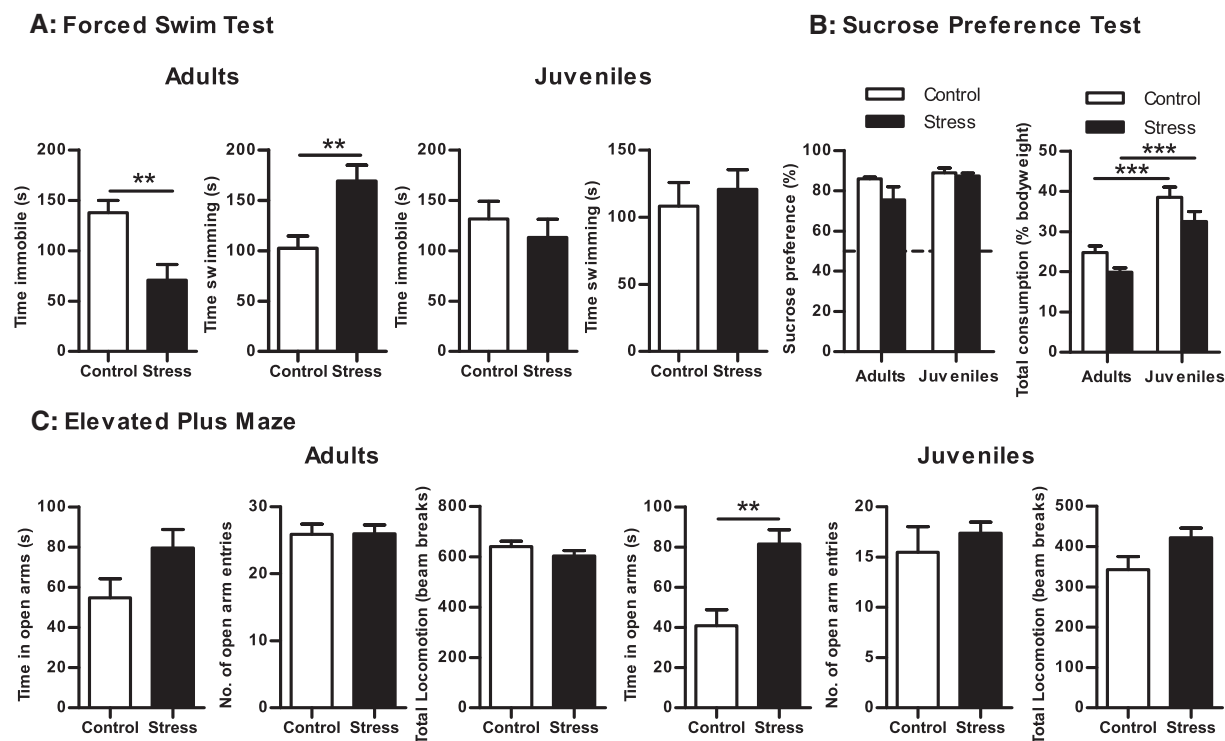 A: Forced Swim Test
Adults
Juveniles
Time immobile (s)
200
150
100
50
0
**
Control Stress
Time swimming (s)
200
150
100
50
0
**
Control Stress
Time immobile (s)
200
150
100
50
0
Control Stress
Time swimming (s)
150
100
50
0
Control Stress
B: Sucrose Preference Test
Control
Stress
Sucrose preference (%)
100
80
60
40
20
0
Adults Juveniles
Control
Stress
Total consumption (% bodyweight)
50
40
30
20
10
0
***
***
Adults Juveniles
C: Elevated Plus Maze
Adults
Time in open arms (s)
100
80
60
40
20
0
Control Stress
No. of open arm entries
30
20
10
0
Control Stress
Total Locomotion (beam breaks)
800
600
400
200
0
Control Stress
Juveniles
Time in open arms (s)
100
80
60
40
20
0
**
Control Stress
No. of open arm entries
20
15
10
5
0
Control Stress
Total Locomotion (beam breaks)
500
400
300
200
100
0
Control Stress